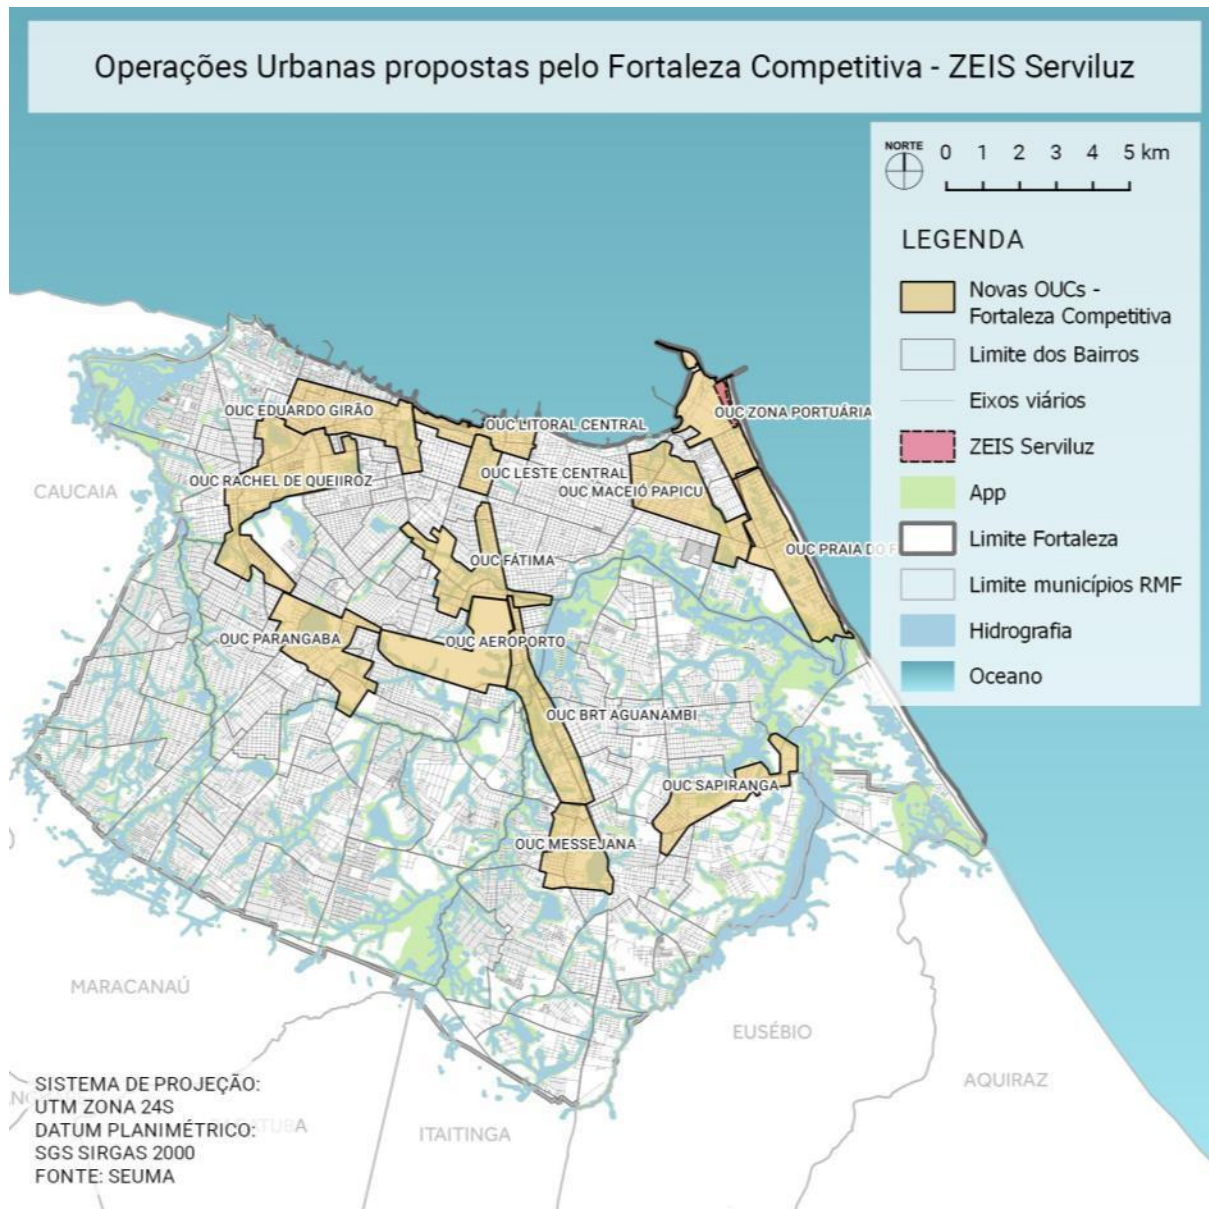 Operações Urbanas propostas pelo Fortaleza Competitiva - ZEIS Serviluz
NORTE
0 1 2 3 4 5 km
LEGENDA
Novas OUCs -
Fortaleza Competitiva
Limite dos Bairros
Eixos viários
ZEIS Serviluz
App
Limite Fortaleza
Limite municípios RMF
Hidrografia
Oceano
OUC EDUARDO GIRÃO
OUC LITORAL CENTRAL
OUC ZONA PORTUÁRIA
OUC RACHEL DE QUEIIROZ
OUC LESTE CENTRAL
OUC MACEIÓ PAPICU
CAUCAIA
OUC FÁTIMA
OUC PRAIA DO F
OUC PARANGABA
OUC AEROPORTO
OUC BRT AGUANAMBI
OUC SAPIRANGA
OUC MESSEJANA
MARACANAÚ
EUSÉBIO
AQUIRAZ
ITAITINGA
SISTEMA DE PROJEÇÃO:
UTM ZONA 24S
DATUM PLANIMÉTRICO:
SGS SIRGAS 2000
FONTE: SEUMA